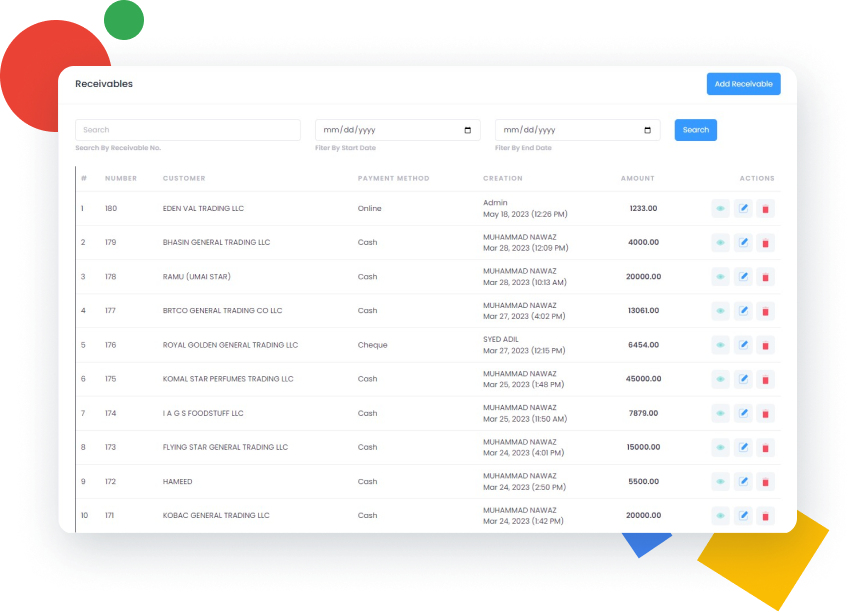 Receivables
Add Receivable
Search
mm/dd/yyyy
mm/dd/yyyy
Search
Search By Receivable No.
Flter By Start Date
Flter By End Date
# NUMBER CUSTOMER PAYMENT METHOD CREATION AMOUNT ACTIONS
1 180 EDEN VAL TRADING LLC Online Admin 1233.00
May 18, 2023 (12:26 PM)
2 179 BHASIN GENERAL TRADING LLC Cash MUHAMMAD NAWAZ 4000.00
Mar 28, 2023 (12:09 PM)
3 178 RAMU (UMAI STAR) Cash MUHAMMAD NAWAZ 20000.00
Mar 28, 2023 (10:13 AM)
4 177 BRTCO GENERAL TRADING CO LLC Cash MUHAMMAD NAWAZ 13061.00
Mar 27, 2023 (4:02 PM)
5 176 ROYAL GOLDEN GENERAL TRADING LLC Cheque SYED ADIL 6454.00
Mar 27, 2023 (12:15 PM)
6 175 KOMAL STAR PERFUMES TRADING LLC Cash MUHAMMAD NAWAZ 45000.00
Mar 25, 2023 (1:48 PM)
7 174 I A G S FOODSTUFF LLC Cash MUHAMMAD NAWAZ 7879.00
Mar 25, 2023 (11:50 AM)
8 173 FLYING STAR GENERAL TRADING LLC Cash MUHAMMAD NAWAZ 15000.00
Mar 24, 2023 (4:01 PM)
9 172 HAMEED Cash MUHAMMAD NAWAZ 5500.00
Mar 24, 2023 (2:50 PM)
10 171 KOBAC GENERAL TRADING LLC Cash MUHAMMAD NAWAZ 20000.00
Mar 24, 2023 (1:42 PM)